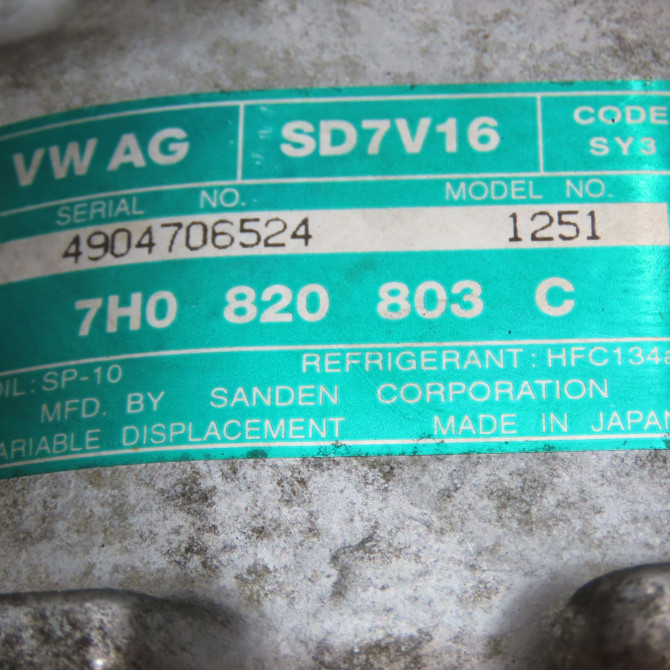 VW AG SD7V16 CODE
SY3
SERIAL NO. MODEL NO.
4904706524 1251
7H0 820 803 C
OIL: SP-10 REFRIGERANT: HFC134a
MFD. BY SANDEN CORPORATION
VARIABLE DISPLACEMENT MADE IN JAPAN